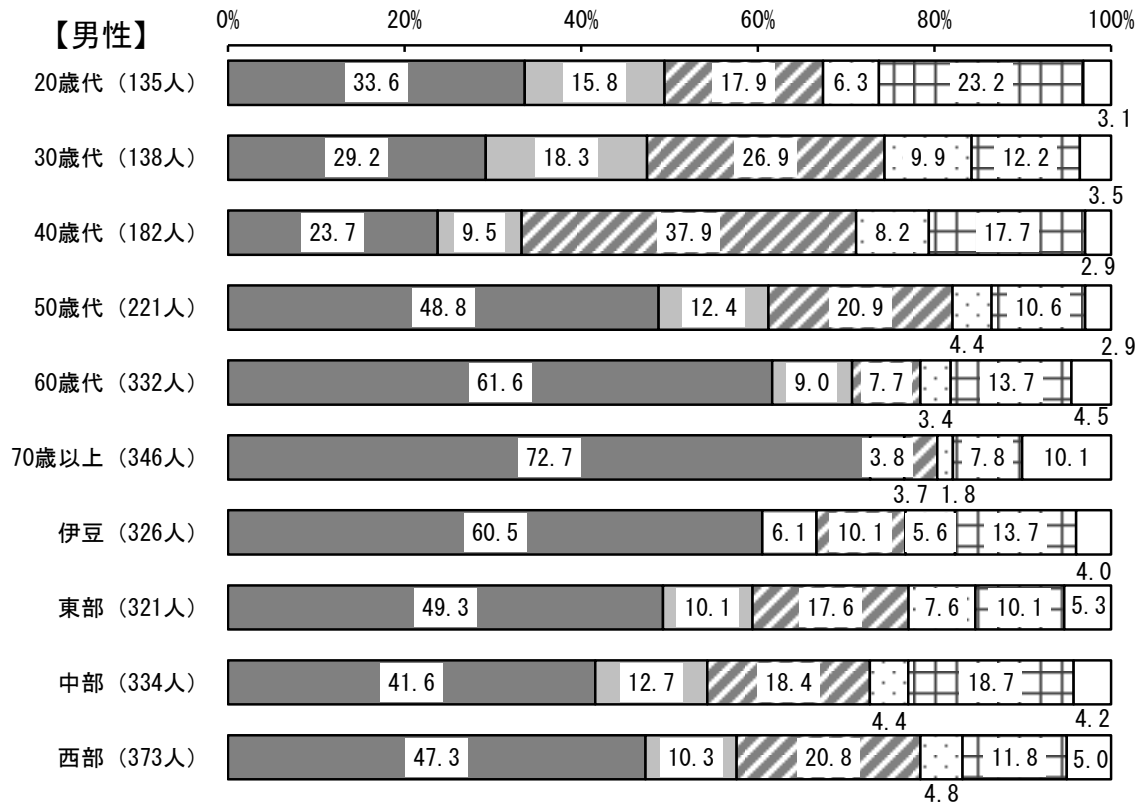 【男性】
0% 20% 40% 60% 80% 100%
20歳代 (135人) 33.6 15.8 17.9 6.3 23.2
3.1
30歳代 (138人) 29.2 18.3 26.9 9.9 12.2
3.5
40歳代 (182人) 23.7 9.5 37.9 8.2 17.7
2.9
50歳代 (221人) 48.8 12.4 20.9 10.6
4.4 2.9
60歳代 (332人) 61.6 9.0 7.7 13.7
3.4 4.5
70歳以上 (346人) 72.7 3.8 7.8 10.1
3.7 1.8
伊豆 (326人) 60.5 6.1 10.1 5.6 13.7
4.0
東部 (321人) 49.3 10.1 17.6 7.6 10.1 5.3
中部 (334人) 41.6 12.7 18.4 18.7
4.4 4.2
西部 (373人) 47.3 10.3 20.8 11.8 5.0
4.8